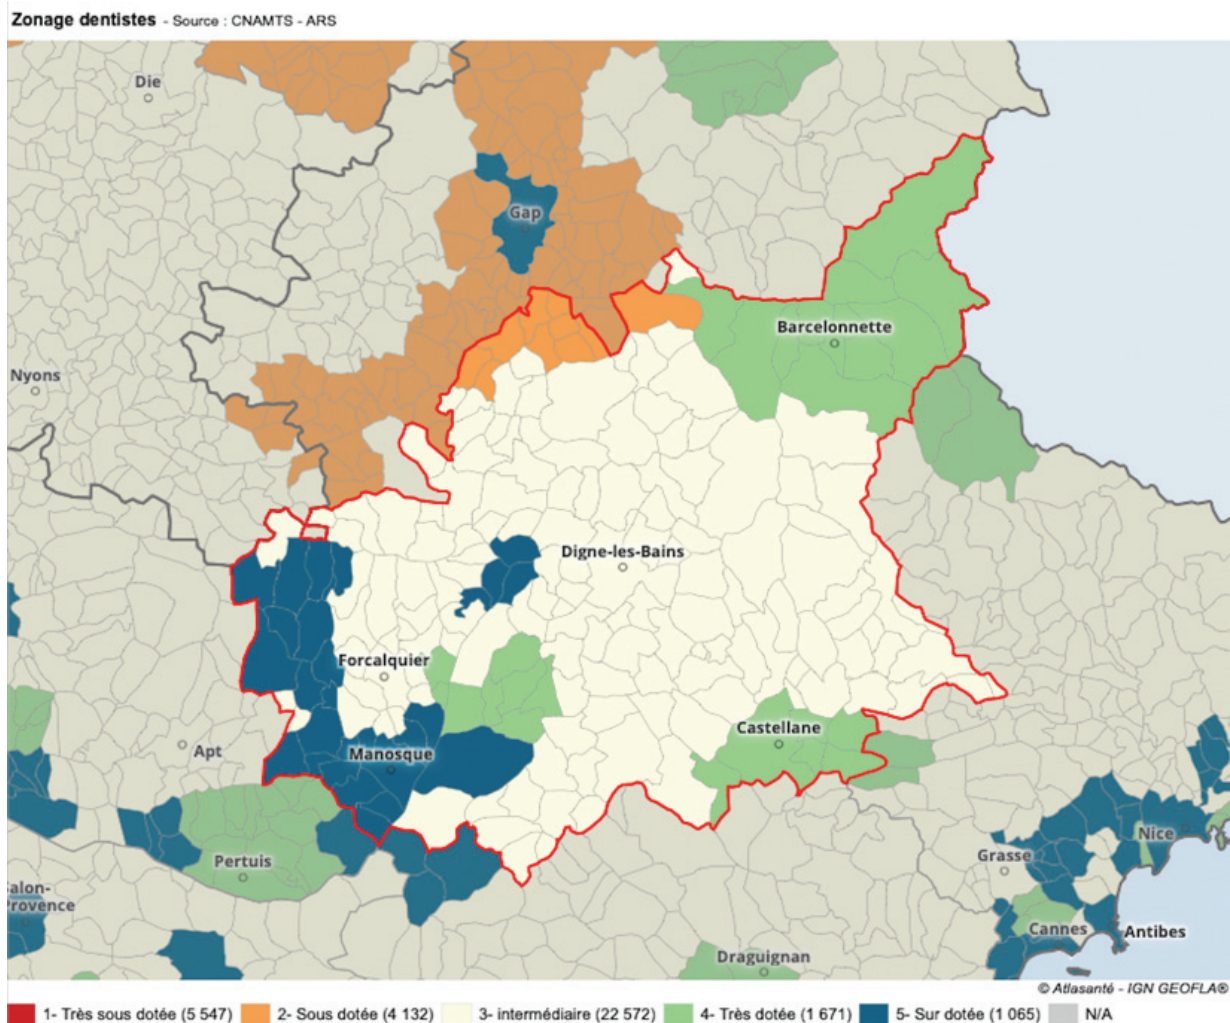 Zonage dentistes - Source : CNAMTS - ARS
Die
Gap
Barcelonnette
Nyons
Digne-les-Bains
Forcalquier
Castellane
Apt
Manosque
Nice
Grasse
Pertuis
alon-
Provence
Cannes
Antibes
Draguignan
© Atlasanté - IGN GEOFLA®
1- Très sous dotée (5 547) 2- Sous dotée (4 132) 3- intermédiaire (22 572) 4- Très dotée (1 671) 5- Sur dotée (1 065) N/A